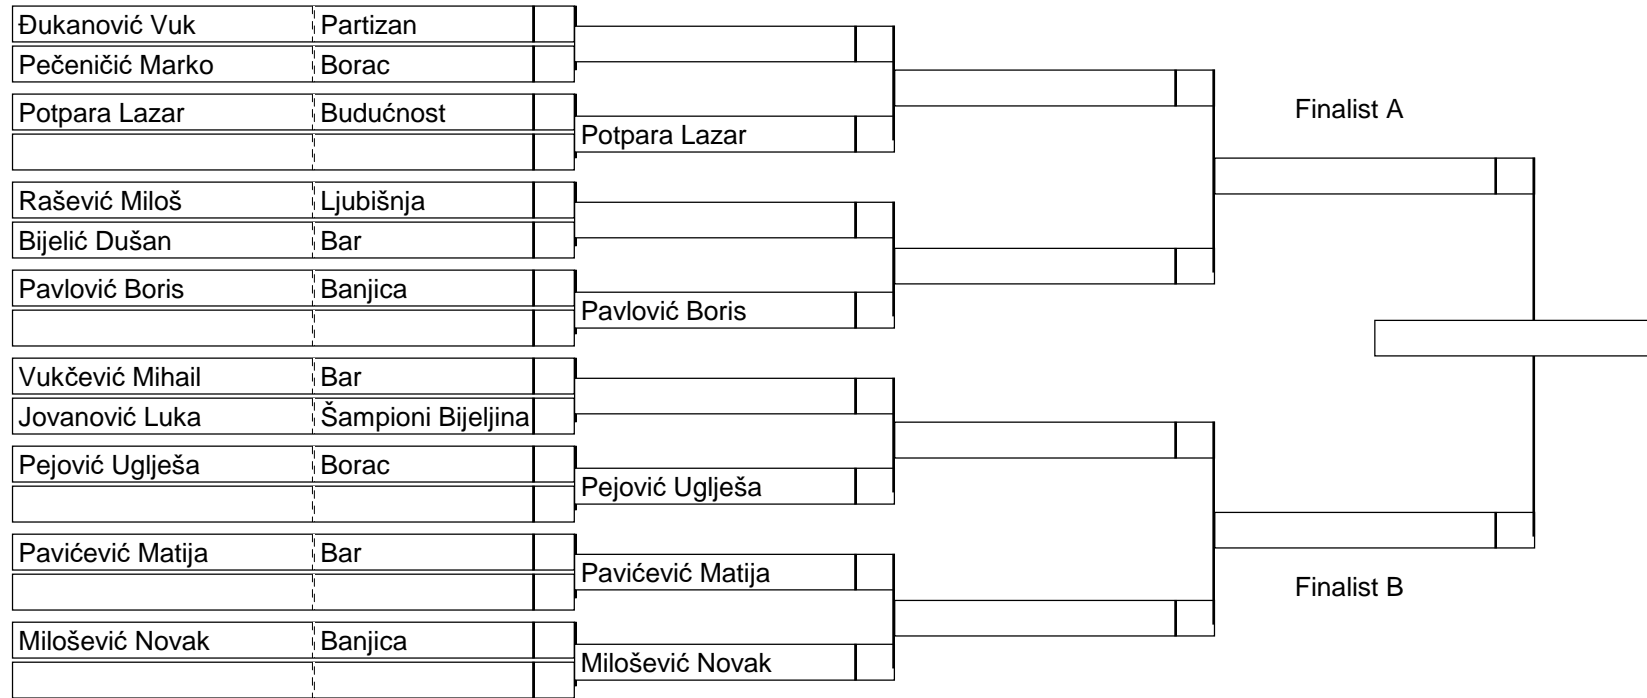 Đukanović Vuk Partizan
Pečeničić Marko Borac
Potpara Lazar Budućnost
Potpara Lazar
Finalist A
Rašević Miloš Ljubišnja
Bijelić Dušan Bar
Pavlović Boris Banjica
Pavlović Boris
Vukčević Mihail Bar
Jovanović Luka Šampioni Bijeljina
Pejović Uglješa Borac
Pejović Uglješa
Pavićević Matija Bar
Pavićević Matija
Finalist B
Milošević Novak Banjica
Milošević Novak